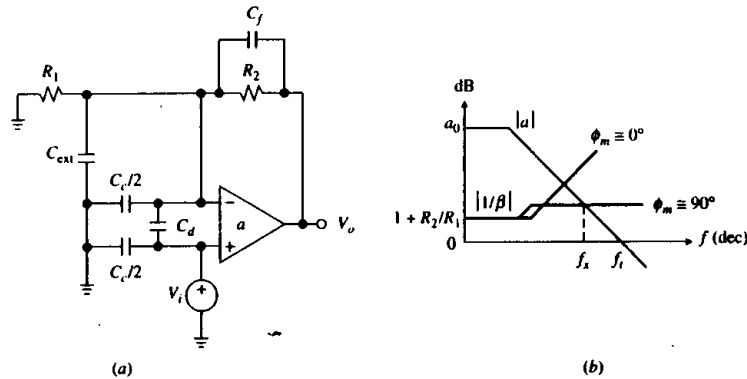 C_f
R_1
R_2
C_ext
C_c/2
C_d
−
a
+
V_o
C_c/2
V_i
+
(a)
dB
a_0
|a|
ϕ_m ≅ 0°
|1/β|
ϕ_m ≅ 90°
1 + R_2/R_1
0
f (dec)
f_x
f_t
(b)